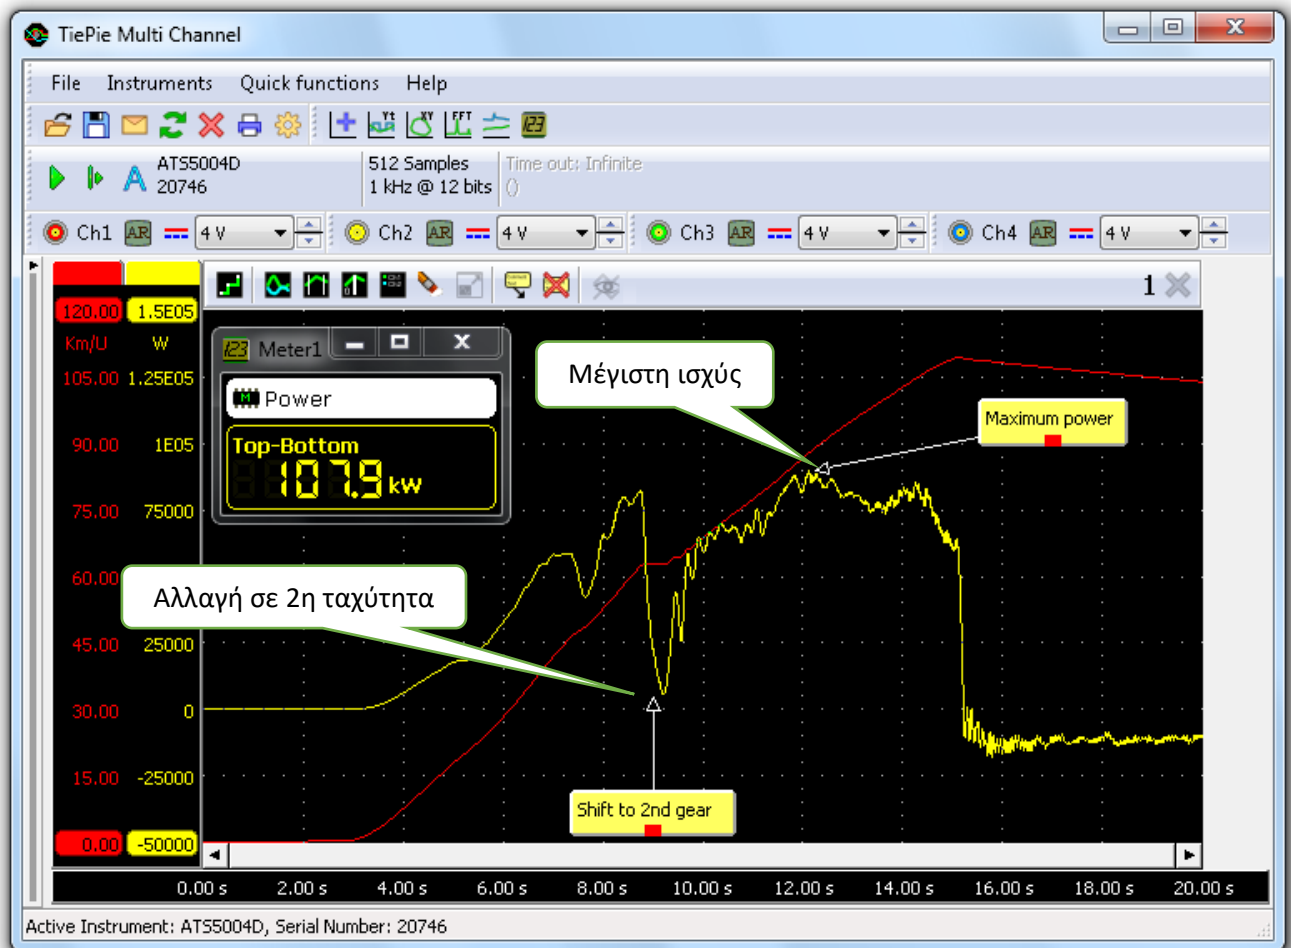 TiePie Multi Channel
File Instruments Quick functions Help
Yt XY FFT 123
A ATS5004D 512 Samples Time out: Infinite
20746 1 kHz @ 12 bits ()
Ch1 AR 4 V Ch2 AR 4 V Ch3 AR 4 V Ch4 AR 4 V
1
120.00 1.5E05
Km/U W
105.00 1.25E05
90.00 1E05
75.00 75000
60.00
45.00 25000
30.00 0
15.00 -25000
0.00 -50000
123 Meter1
M Power
Top-Bottom
107.9 kW
Μέγιστη ισχύς
Maximum power
Αλλαγή σε 2η ταχύτητα
Shift to 2nd gear
0.00 s 2.00 s 4.00 s 6.00 s 8.00 s 10.00 s 12.00 s 14.00 s 16.00 s 18.00 s 20.00 s
Active Instrument: ATS5004D, Serial Number: 20746